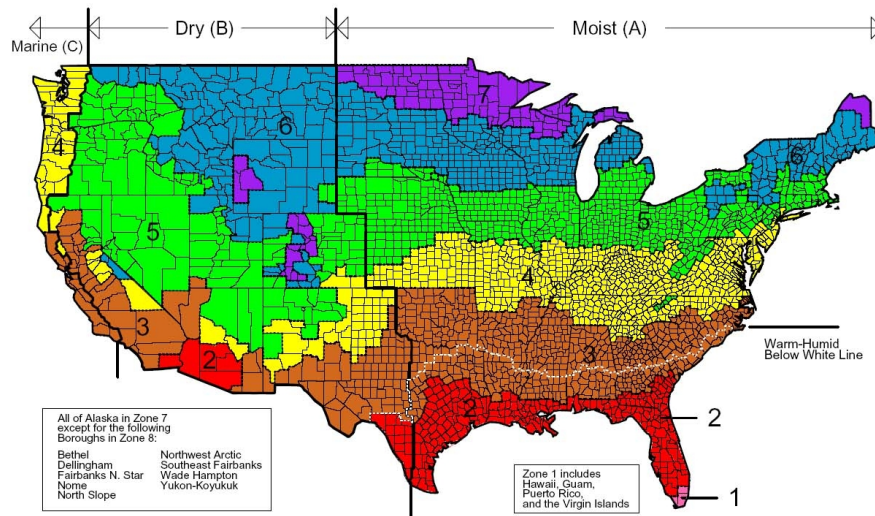 Marine (C)
Dry (B)
Moist (A)
7
6
6
4
5
5
4
3
3
2
2
2
1
Warm-Humid
Below White Line
All of Alaska in Zone 7
except for the following
Boroughs in Zone 8:
Bethel
Dellingham
Fairbanks N. Star
Nome
North Slope
Northwest Arctic
Southeast Fairbanks
Wade Hampton
Yukon-Koyukuk
Zone 1 includes
Hawaii, Guam,
Puerto Rico,
and the Virgin Islands